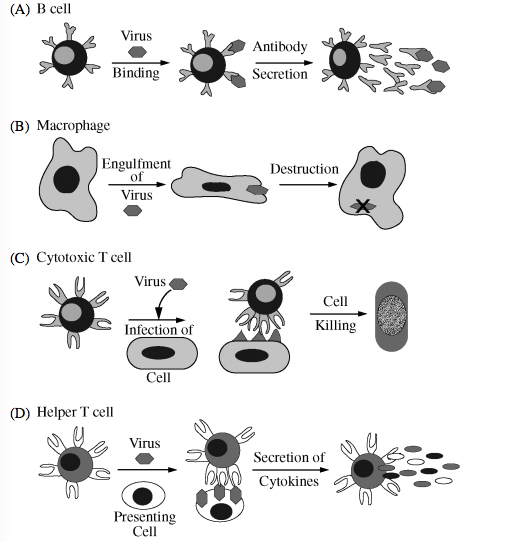 (A) B cell
Virus
Binding
Antibody
Secretion
(B) Macrophage
Engulfment
of
Virus
Destruction
(C) Cytotoxic T cell
Virus
Infection of
Cell
Cell
Killing
(D) Helper T cell
Virus
Presenting
Cell
Secretion of
Cytokines